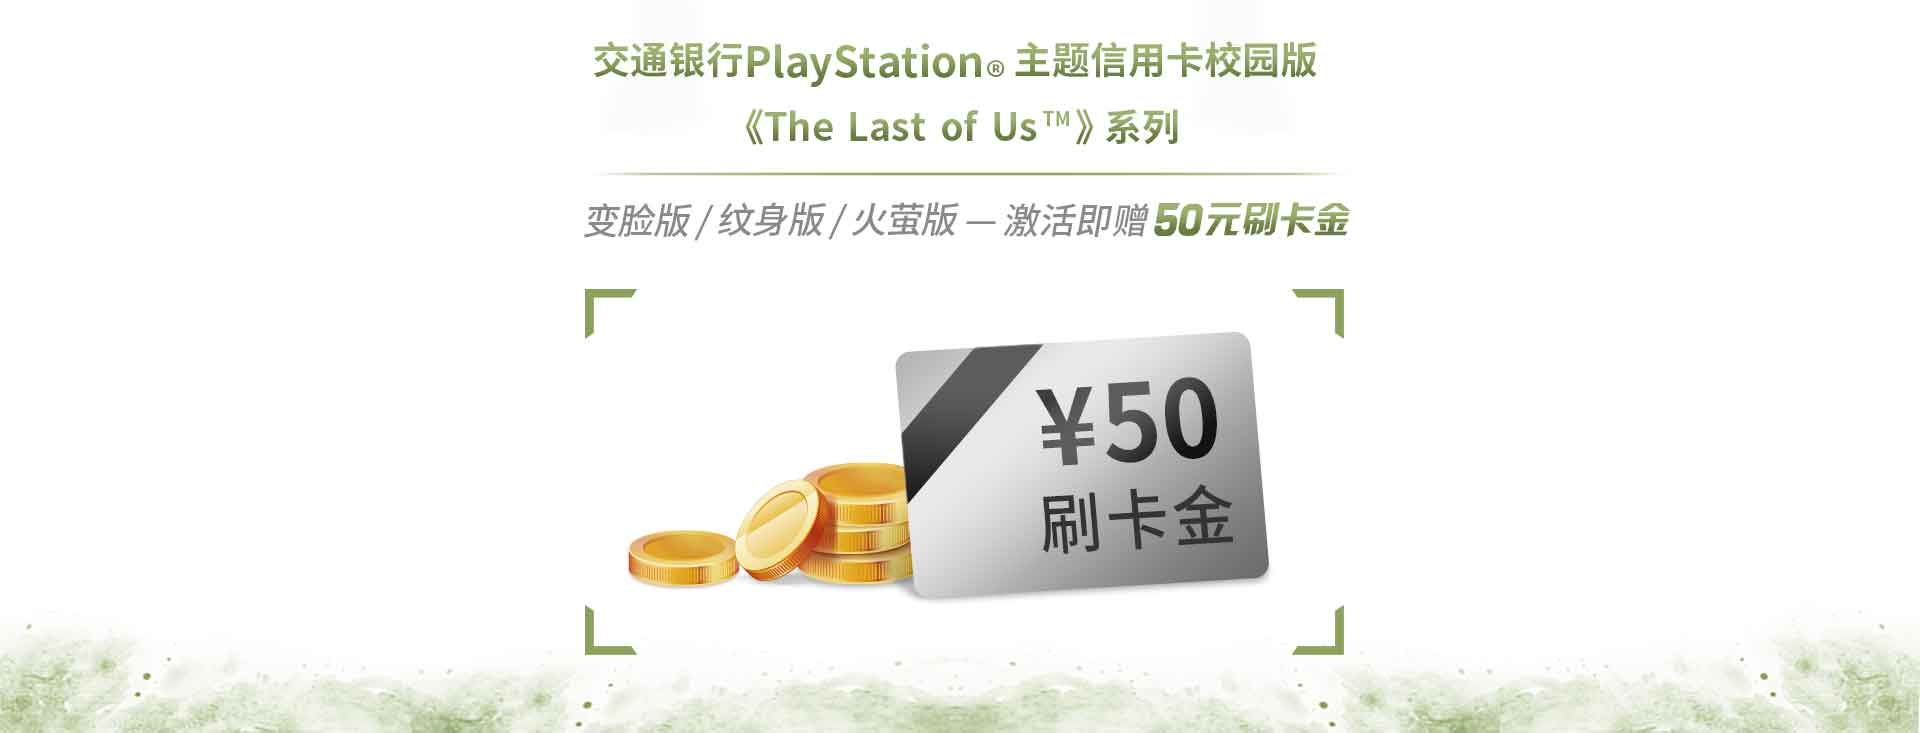 交通银行PlayStation® 主题信用卡校园版
《The Last of Us™》系列
变脸版 / 纹身版 / 火萤版 — 激活即赠 50元刷卡金
¥50
刷卡金